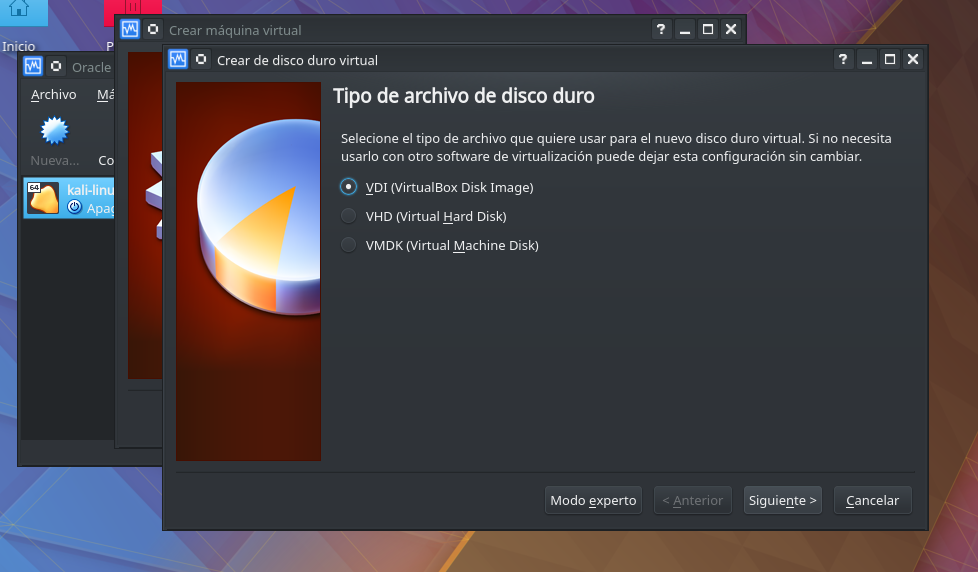 Inicio
Crear máquina virtual
Oracle
Archivo
Nueva...
64
kali-linu
Crear de disco duro virtual
Tipo de archivo de disco duro
Selecione el tipo de archivo que quiere usar para el nuevo disco duro virtual. Si no necesita
usarlo con otro software de virtualización puede dejar esta configuración sin cambiar.
VDI (VirtualBox Disk Image)
VHD (Virtual Hard Disk)
VMDK (Virtual Machine Disk)
Modo experto
< Anterior
Siguiente >
Cancelar